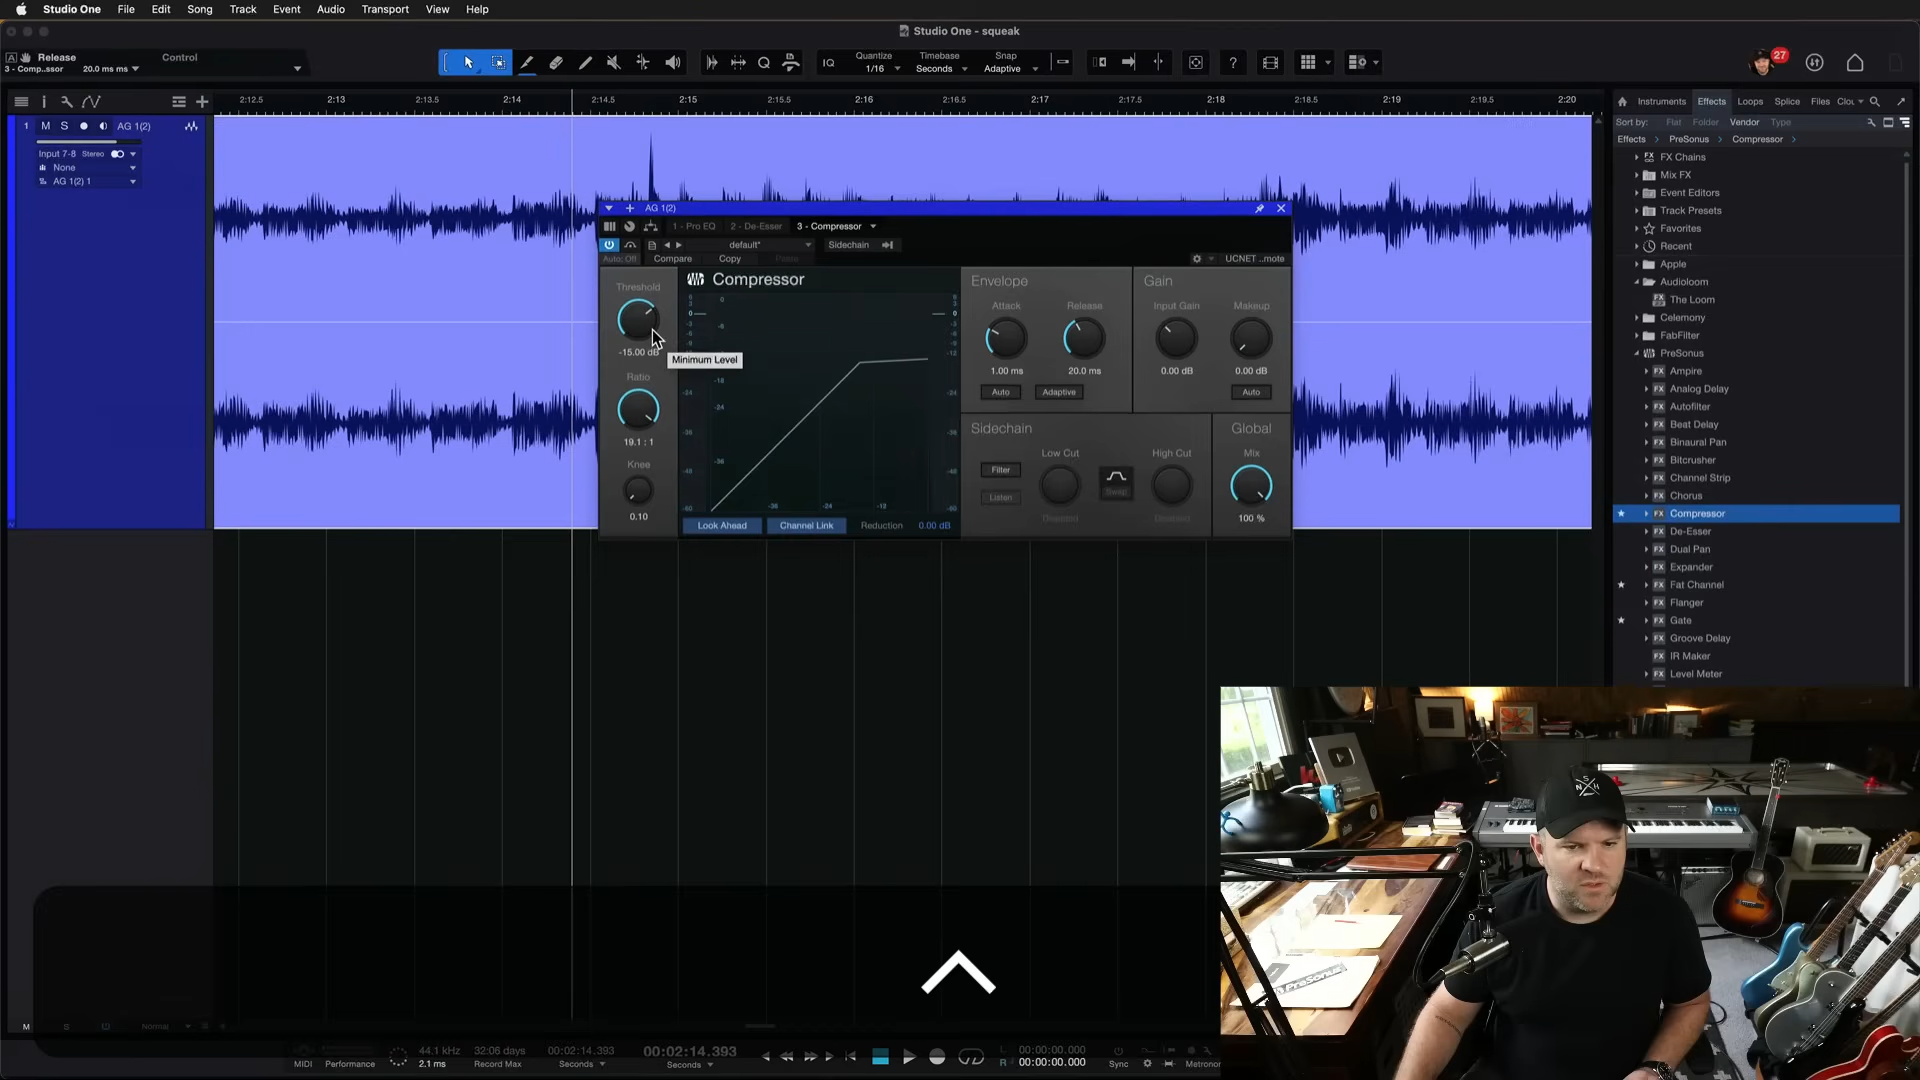 Studio One File Edit Song Track Event Audio Transport View Help
Studio One - squeak
Release Control
3 - Comp..ssor 20.0 ms ms
IQ Quantize 1/16 Timebase Seconds Snap Adaptive
27
2:12.5 2:13 2:13.5 2:14 2:14.5 2:15 2:15.5 2:16 2:16.5 2:17 2:17.5 2:18 2:18.5 2:19 2:19.5 2:20
1 M S AG 1(2)
Input 7-8 Stereo
None
AG 1(2) 1
AG 1(2)
1 - Pro EQ 2 - De-Esser 3 - Compressor
default* Sidechain
Auto: Off Compare Copy Paste UCNET ..mote
Compressor
Threshold
-15.00 dB
Minimum Level
Ratio
19.1 : 1
Knee
0.10
Look Ahead Channel Link Reduction 0.00 dB
Envelope
Attack Release
1.00 ms 20.0 ms
Auto Adaptive
Gain
Input Gain Makeup
0.00 dB 0.00 dB
Auto
Sidechain
Low Cut High Cut
Filter
Listen
Swap
Global
Mix
100 %
Instruments Effects Loops Splice Files Clou
Sort by: Flat Folder Vendor Type
Effects PreSonus Compressor
FX Chains
Mix FX
Event Editors
Track Presets
Favorites
Recent
Apple
Audioloom
The Loom
Celemony
FabFilter
PreSonus
Ampire
Analog Delay
Autofilter
Beat Delay
Binaural Pan
Bitcrusher
Channel Strip
Chorus
Compressor
De-Esser
Dual Pan
Expander
Fat Channel
Flanger
Gate
Groove Delay
IR Maker
Level Meter
M S Normal
MIDI Performance
44.1 kHz
2.1 ms
32:06 days
Record Max
00:02:14.393
Seconds
00:02:14.393
Seconds
L 00:00:00.000
R 00:00:00.000
Sync
Metronom
PreSonus